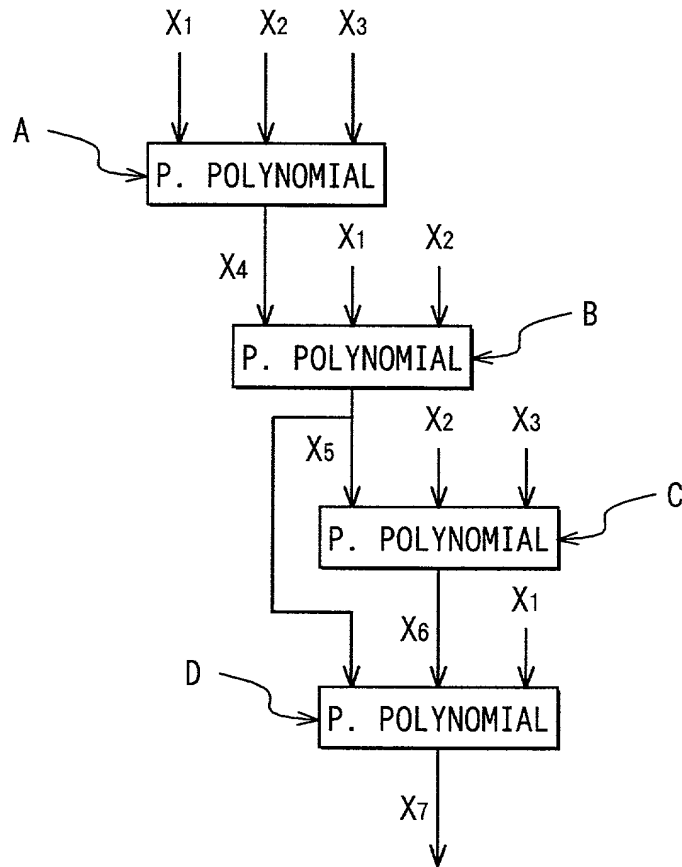 X1 X2 X3
A
P. POLYNOMIAL
X1 X2
X4
B
P. POLYNOMIAL
X2 X3
X5
C
P. POLYNOMIAL
X1
X6
D
P. POLYNOMIAL
X7